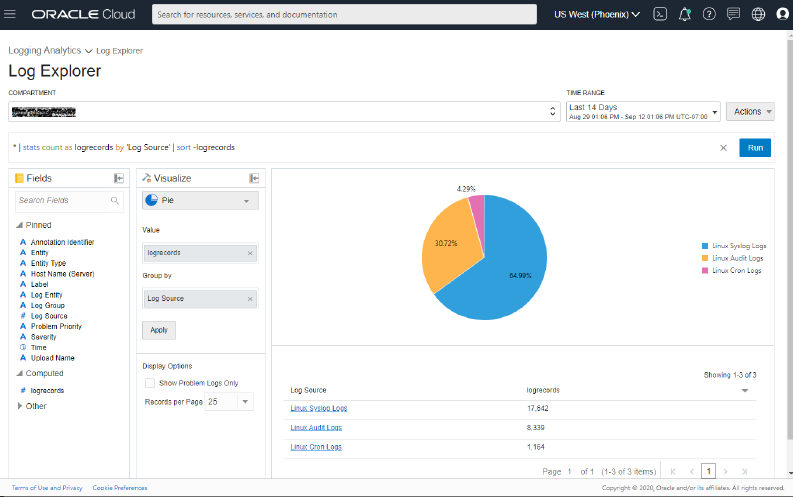 ORACLE Cloud
Search for resources, services, and documentation
US West (Phoenix)
Logging Analytics Log Explorer
Log Explorer
COMPARTMENT
TIME RANGE
Last 14 Days
Aug 29 01:06 PM - Sep 12 01:06 PM UTC-07:00
Actions
* | stats count as logrecords by 'Log Source' | sort -logrecords
Run
Fields
Search Fields
Pinned
A Annotation Identifier
A Entity
A Entity Type
A Host Name (Server)
A Label
A Log Entity
A Log Group
# Log Source
A Problem Priority
A Severity
Time
A Upload Name
Computed
# logrecords
Other
Visualize
Pie
Value
logrecords ×
Group by
Log Source ×
Apply
Display Options
Show Problem Logs Only
Records per Page 25
4.29%
30.72%
64.99%
Linux Syslog Logs
Linux Audit Logs
Linux Cron Logs
Showing 1-3 of 3
Log Source logrecords
Linux Syslog Logs 17,642
Linux Audit Logs 8,339
Linux Cron Logs 1,164
Page 1 of 1 (1-3 of 3 items) 1
Terms of Use and Privacy Cookie Preferences
Copyright © 2020, Oracle and/or its affiliates. All rights reserved.